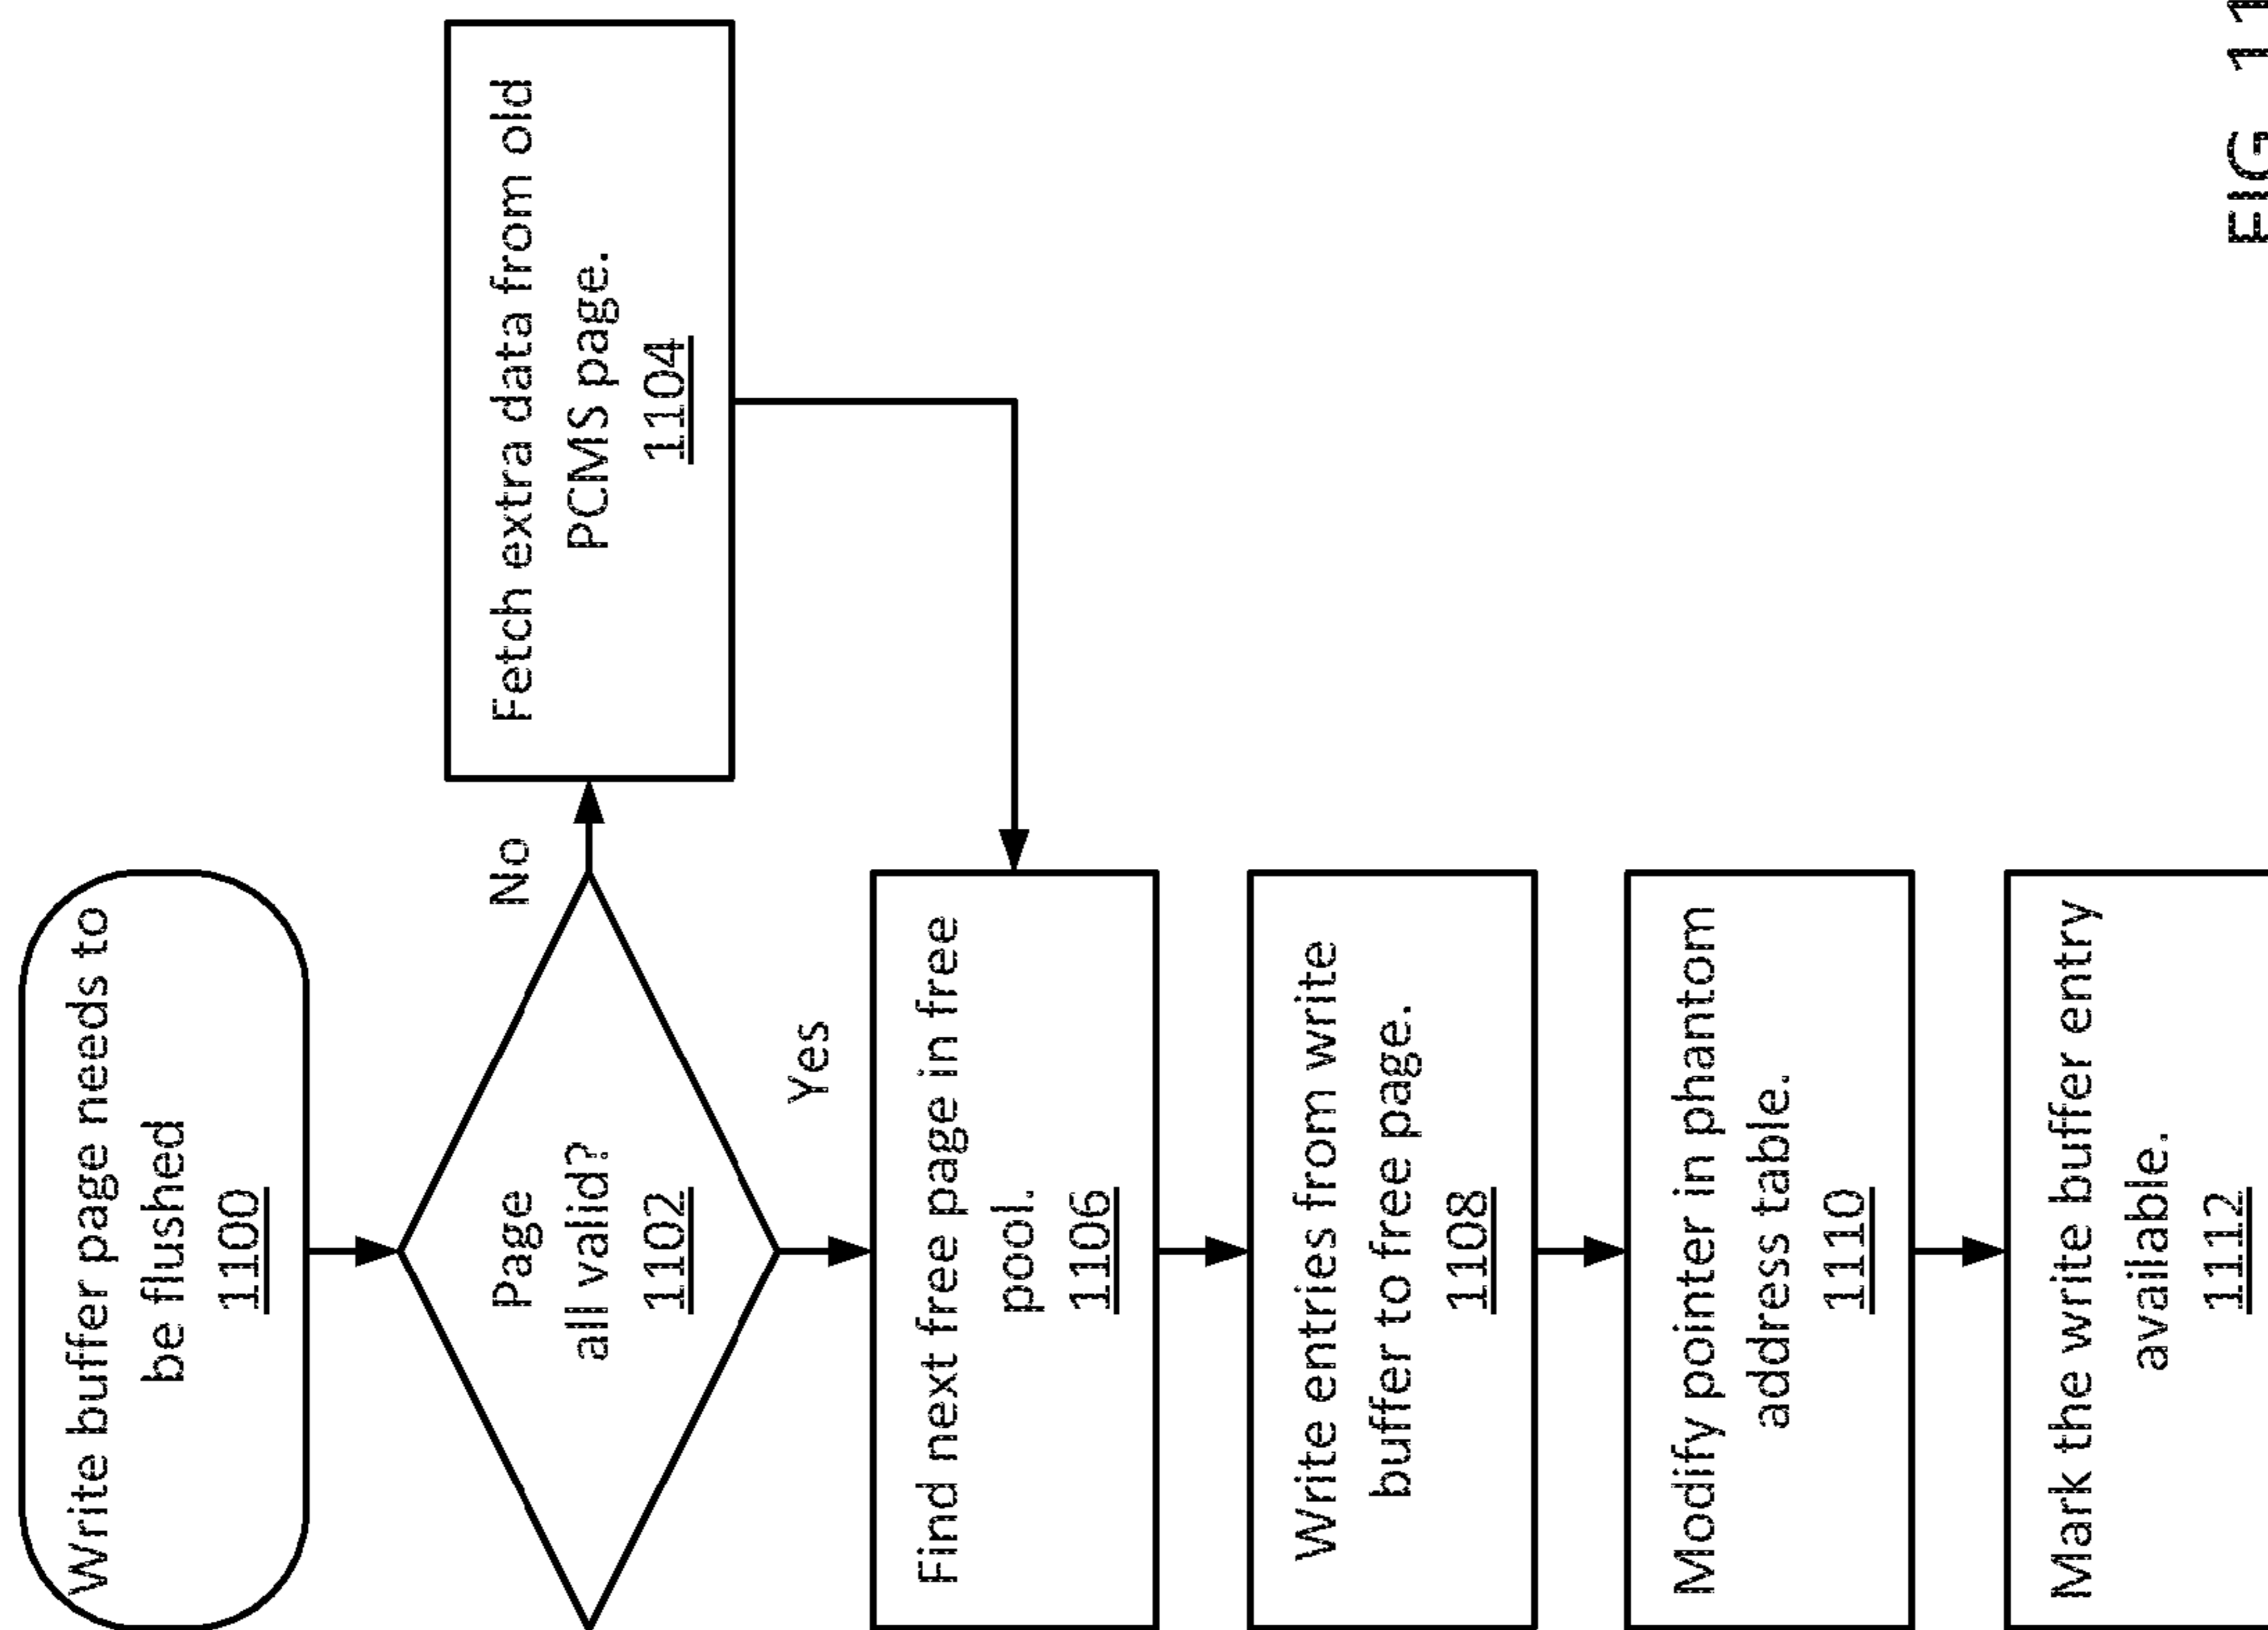 Write buffer page needs to
be flushed
1100
Page
all valid?
1102
No
Fetch extra data from old
PCMS page.
1104
Yes
Find next free page in free
pool.
1106
Write entries from write
buffer to free page.
1108
Modify pointer in phantom
address table.
1110
Mark the write buffer entry
available.
1112
FIG. 11